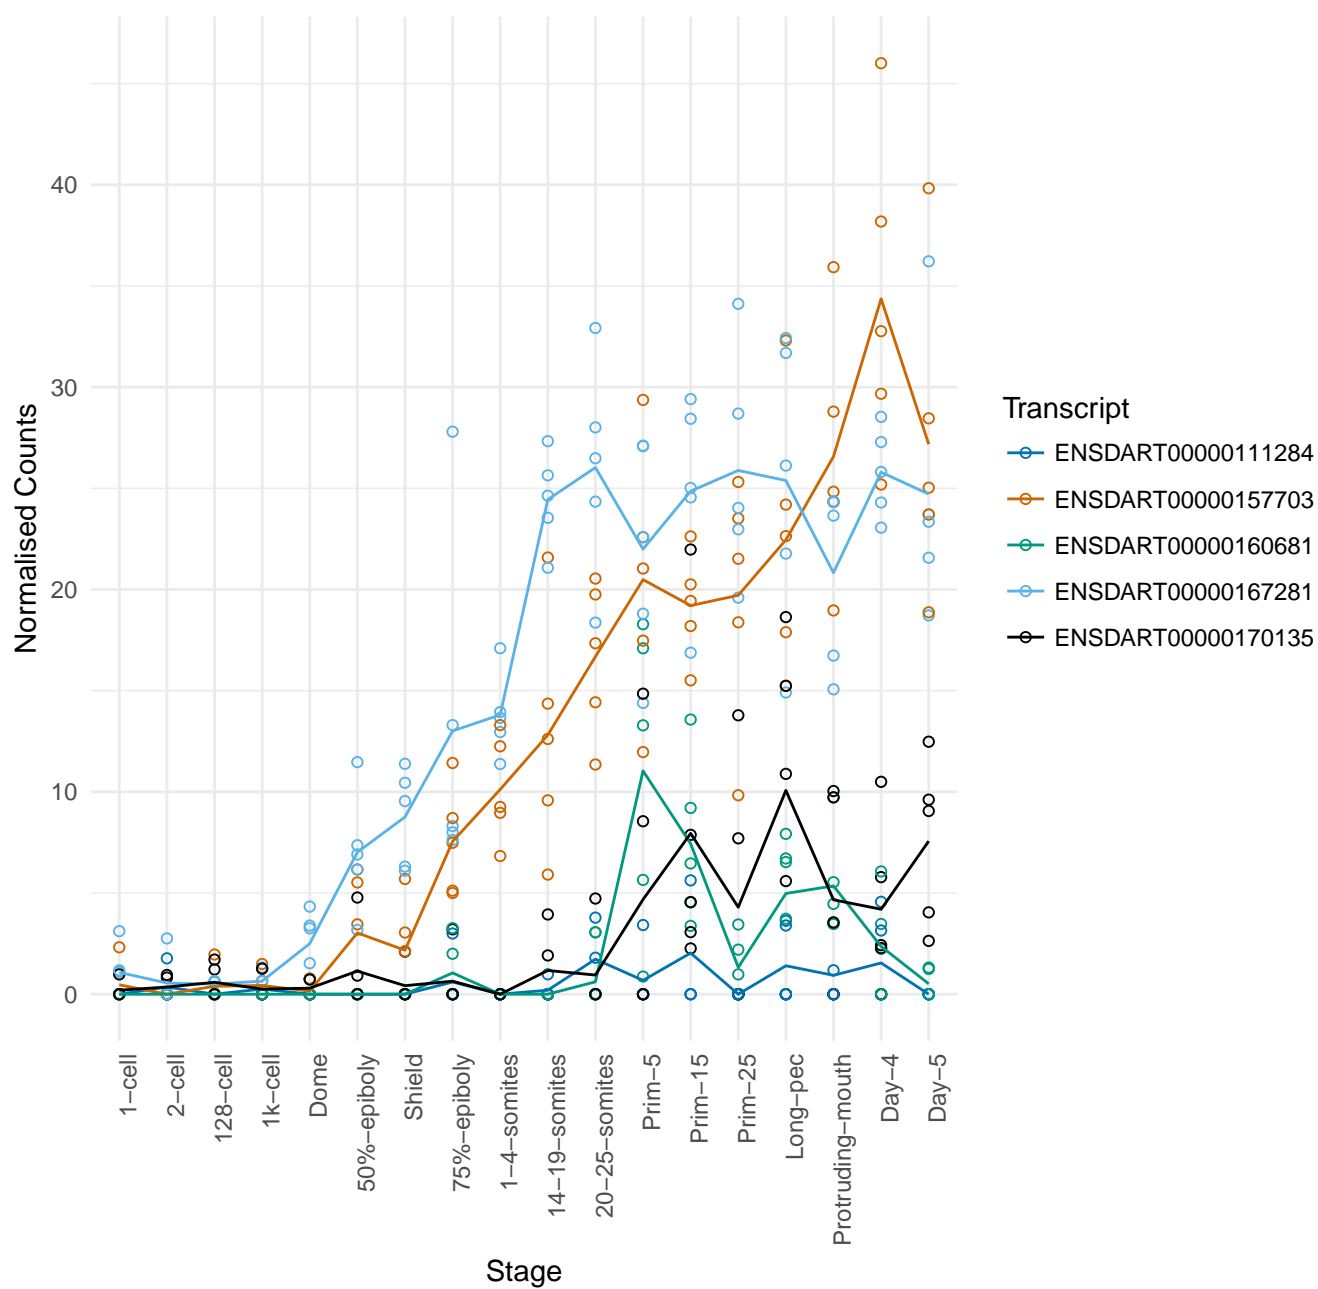 Normalised Counts
40
30
20
10
0
1−cell
2−cell
128−cell
1k−cell
Dome
50%−epiboly
Shield
75%−epiboly
1−4−somites
14−19−somites
20−25−somites
Prim−5
Prim−15
Prim−25
Long−pec
Protruding−mouth
Day−4
Day−5
Stage
Transcript
ENSDART00000111284
ENSDART00000157703
ENSDART00000160681
ENSDART00000167281
ENSDART00000170135